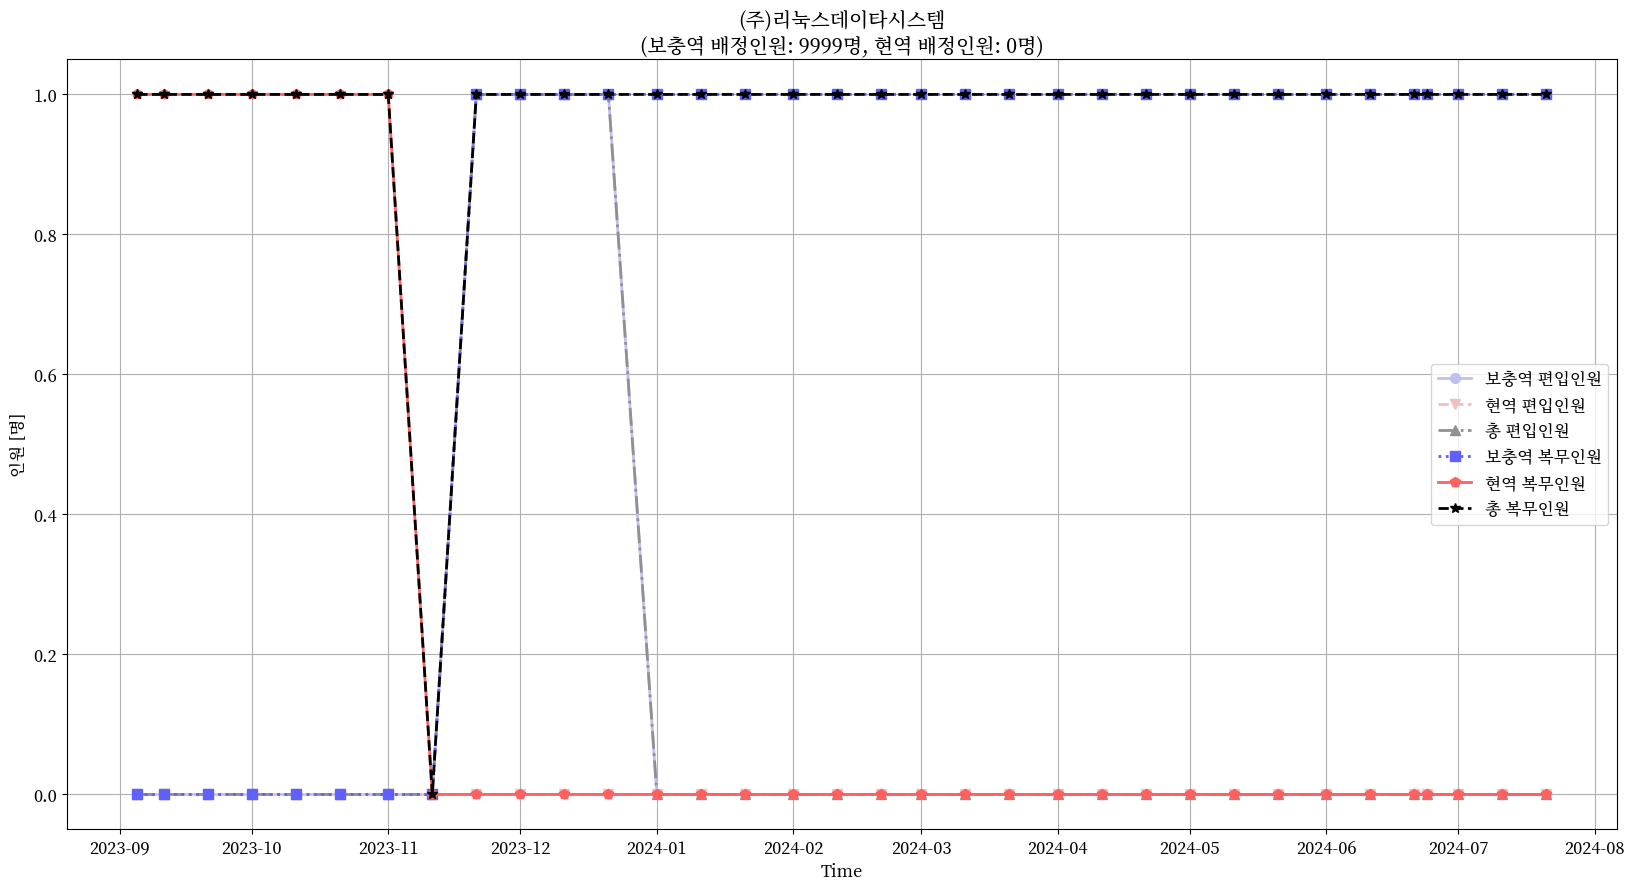 (주)리눅스데이타시스템
(보충역 배정인원: 9999명, 현역 배정인원: 0명)
1.0
0.8
0.6
0.4
0.2
0.0
인원 [명]
보충역 편입인원
현역 편입인원
총 편입인원
보충역 복무인원
현역 복무인원
총 복무인원
2023-09 2023-10 2023-11 2023-12 2024-01 2024-02 2024-03 2024-04 2024-05 2024-06 2024-07 2024-08
Time